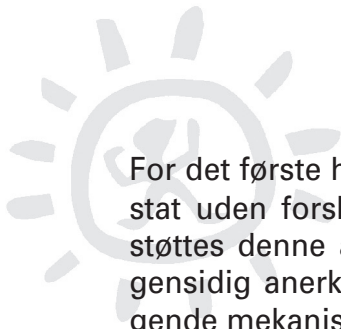 For det første h
stat uden forsk
støttes denne a
gensidig anerk
gende mekanis